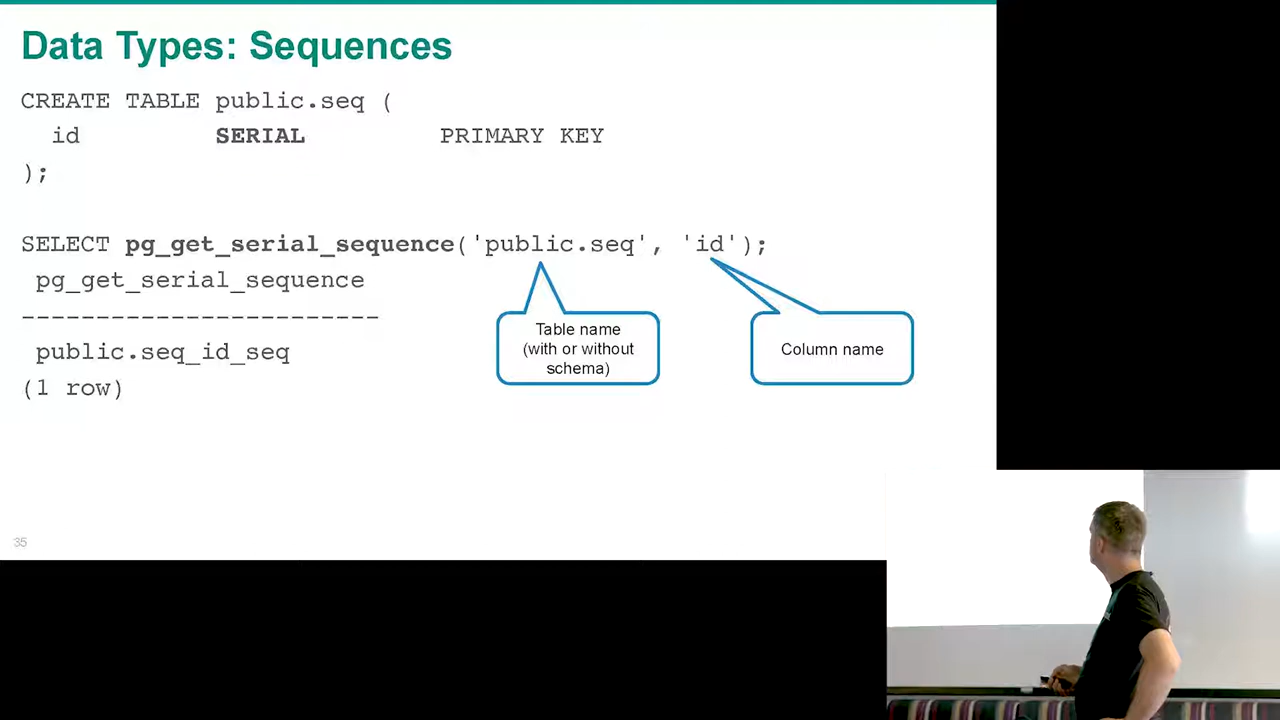 Data Types: Sequences
CREATE TABLE public.seq (
id SERIAL PRIMARY KEY
);
SELECT pg_get_serial_sequence('public.seq', 'id');
pg_get_serial_sequence
------------------------
public.seq_id_seq
(1 row)
Table name
(with or without
schema)
Column name
35